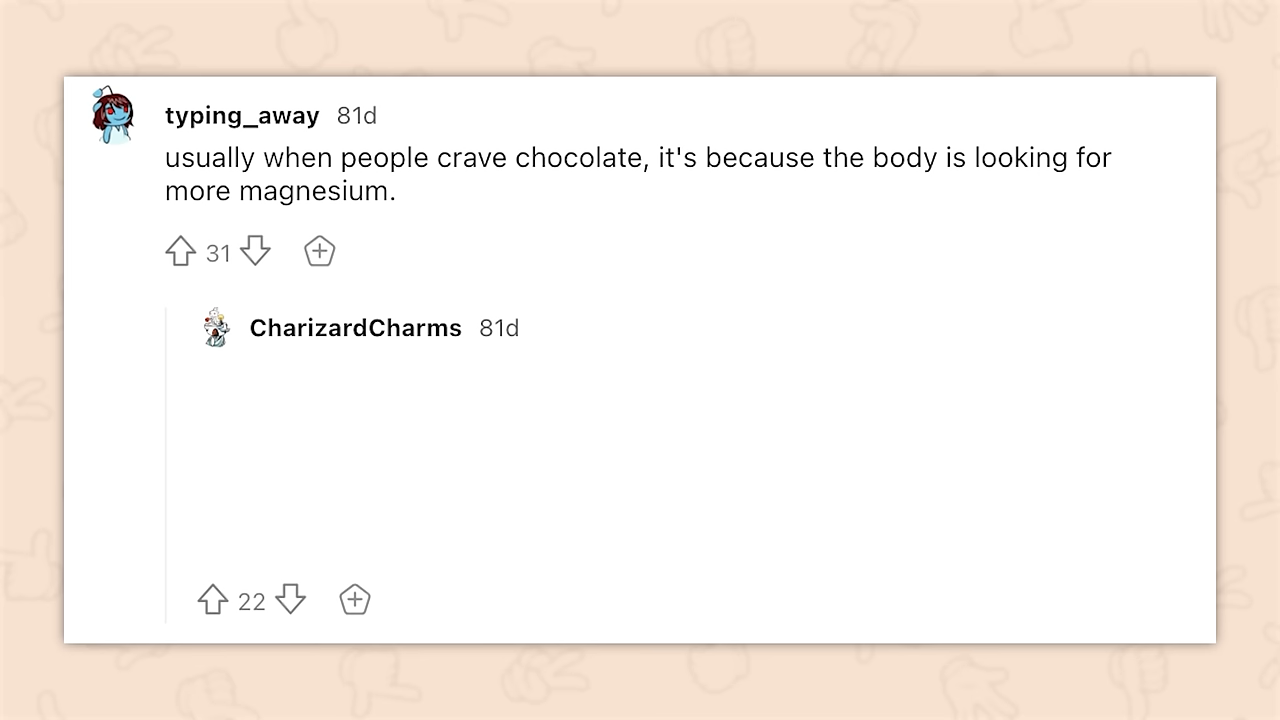 typing_away 81d
usually when people crave chocolate, it's because the body is looking for
more magnesium.
31
CharizardCharms 81d
22